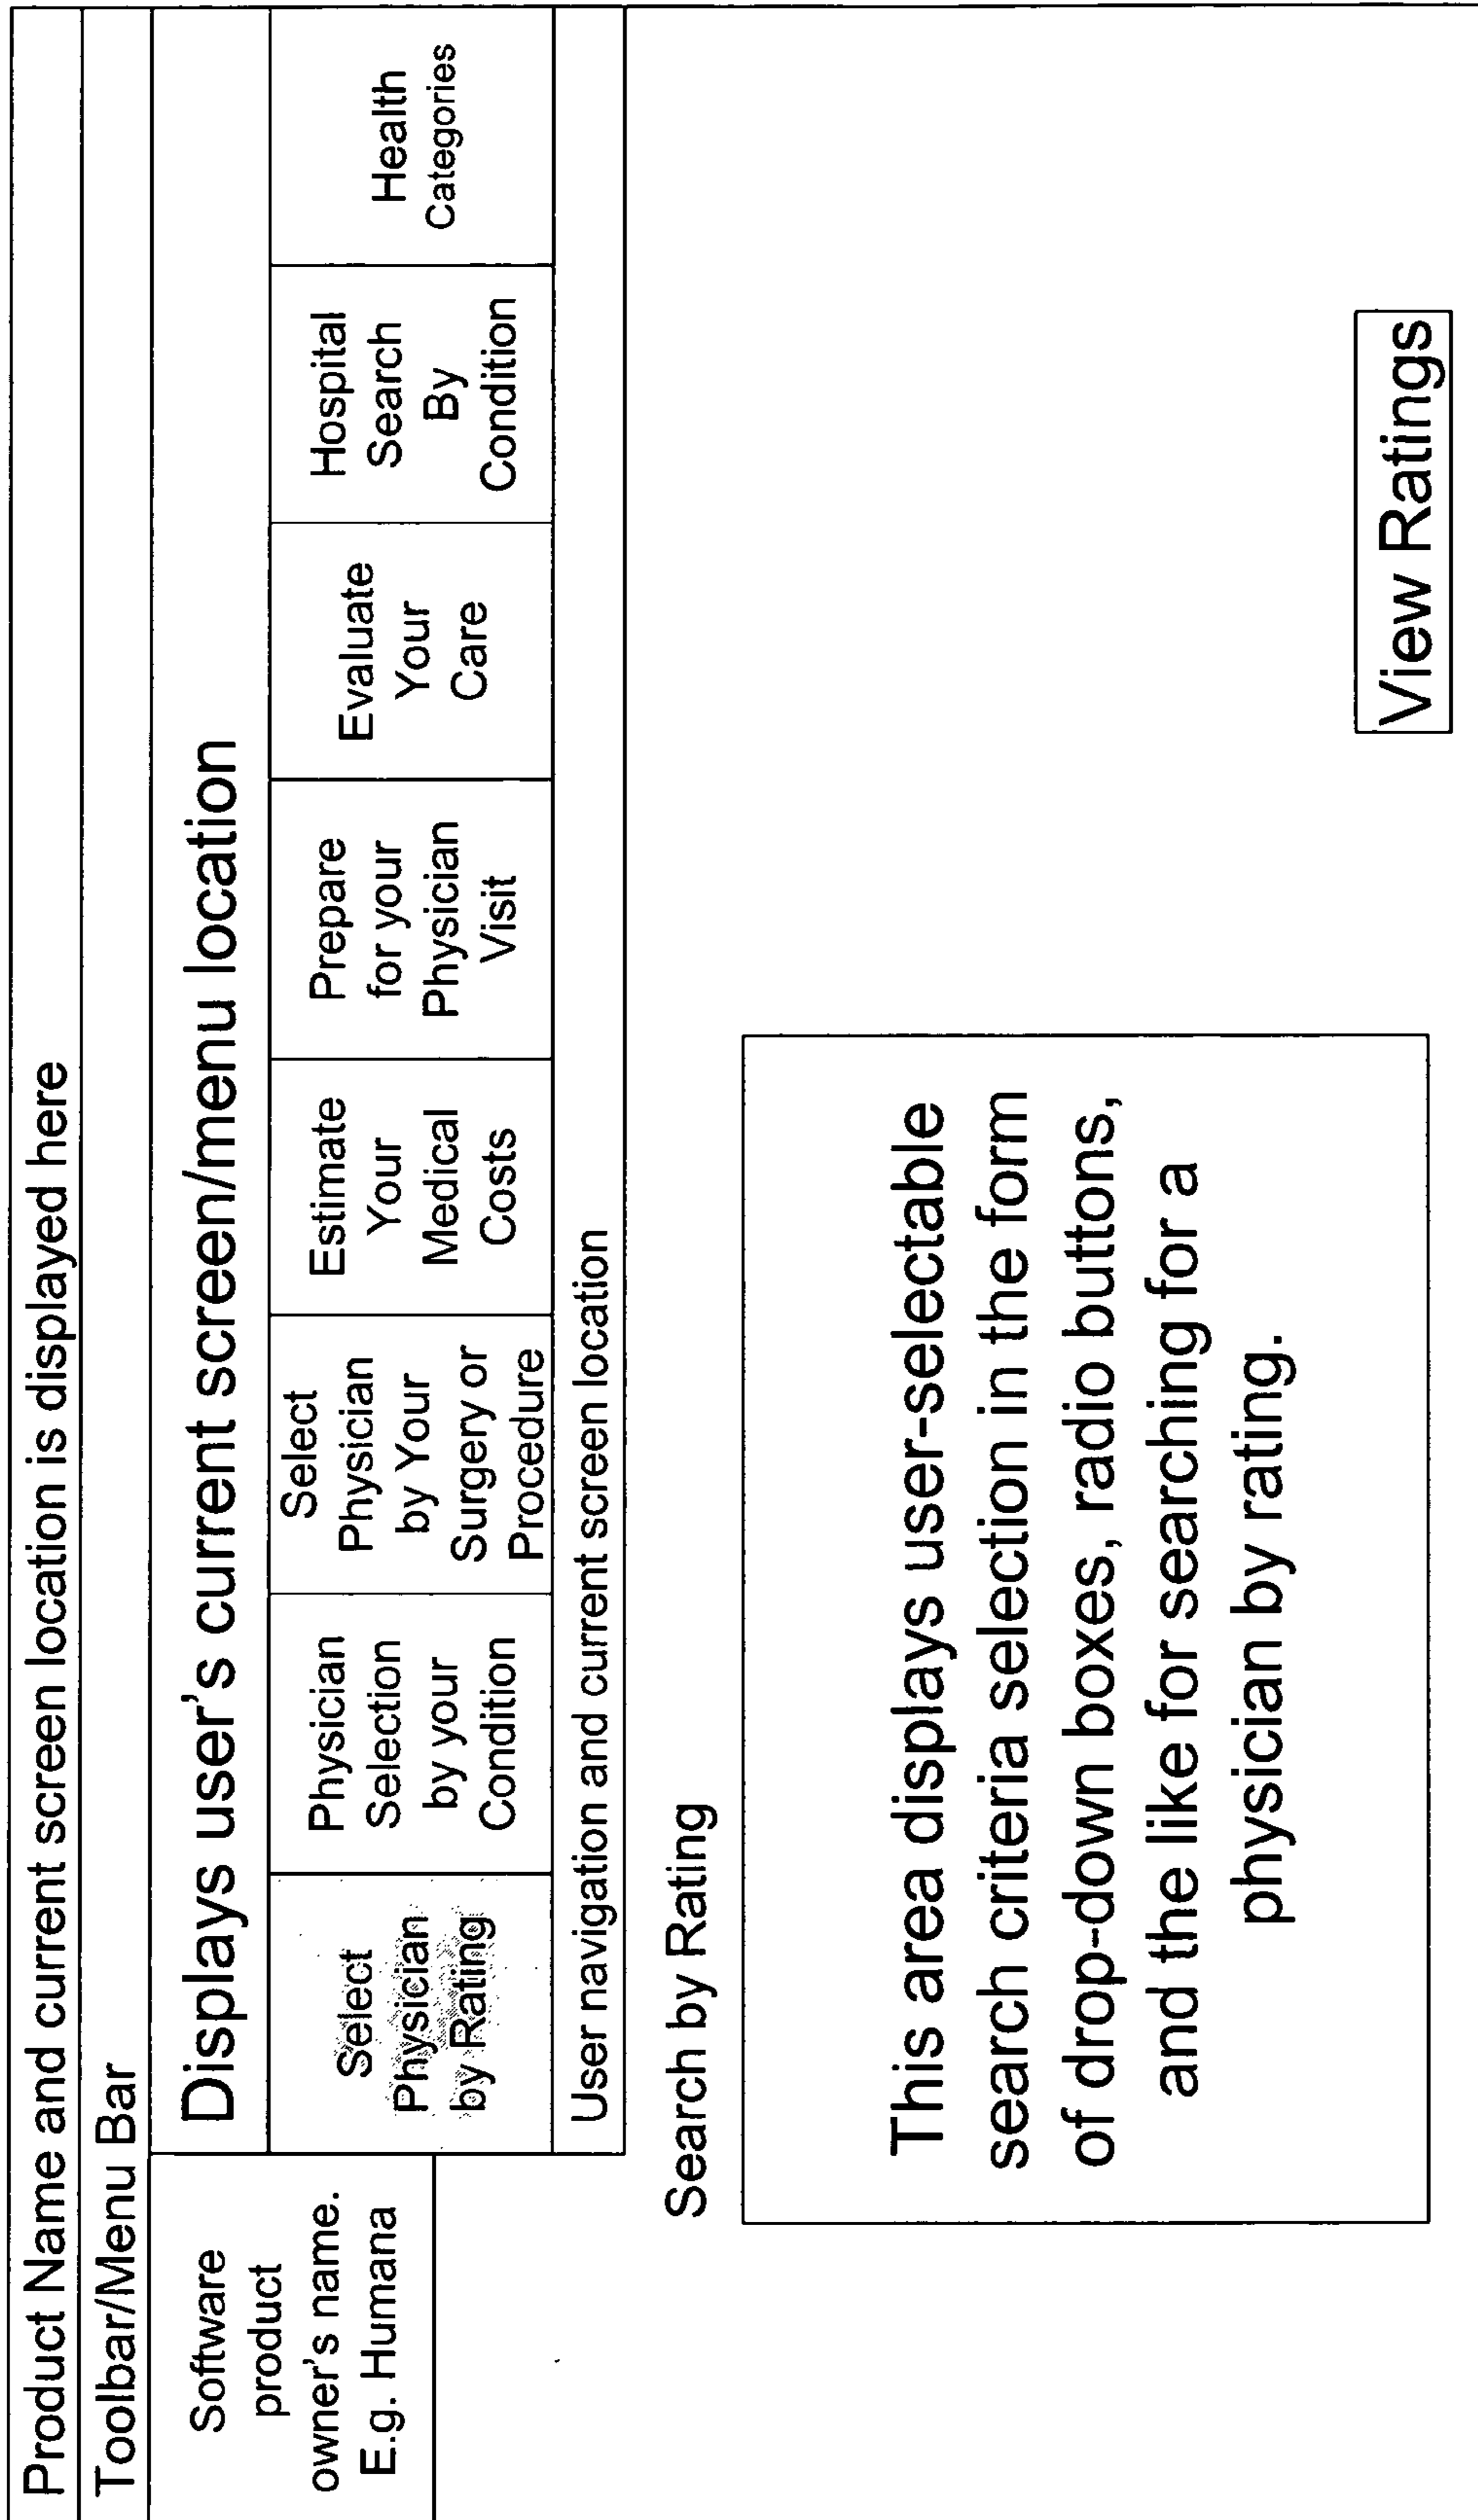 Product Name and current screen location is displayed here
Toolbar/Menu Bar
Software
product
owner's name.
E.g. Humana
Displays user's current screen/menu location
Select
Physician
by Rating
Physician
Selection
by your
Condition
Select
Physician
by Your
Surgery or
Procedure
Estimate
Your
Medical
Costs
Prepare
for your
Physician
Visit
Evaluate
Your
Care
Hospital
Search
By
Condition
Health
Categories
User navigation and current screen location
Search by Rating
This area displays user-selectable
search criteria selection in the form
of drop-down boxes, radio buttons,
and the like for searching for a
physician by rating.
View Ratings